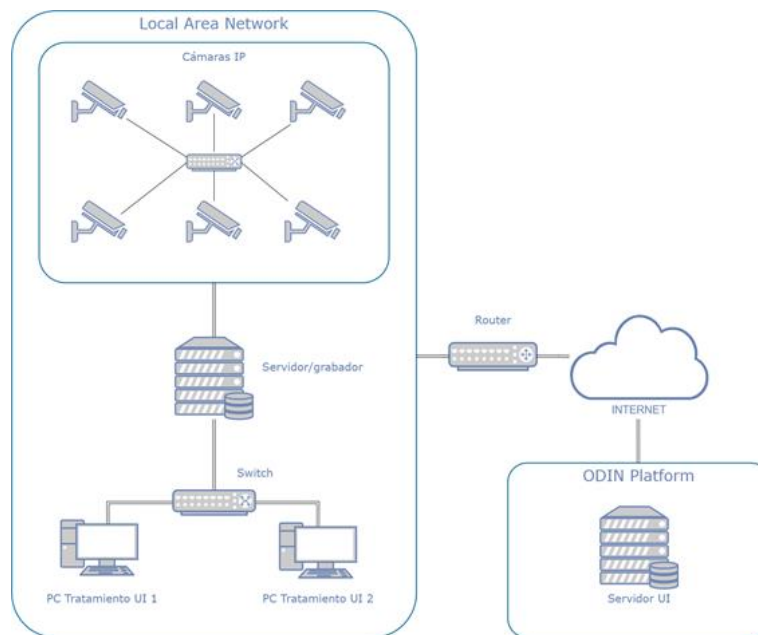 Local Area Network
Cámaras IP
Servidor/grabador
Switch
PC Tratamiento UI 1
PC Tratamiento UI 2
Router
INTERNET
ODIN Platform
Servidor UI